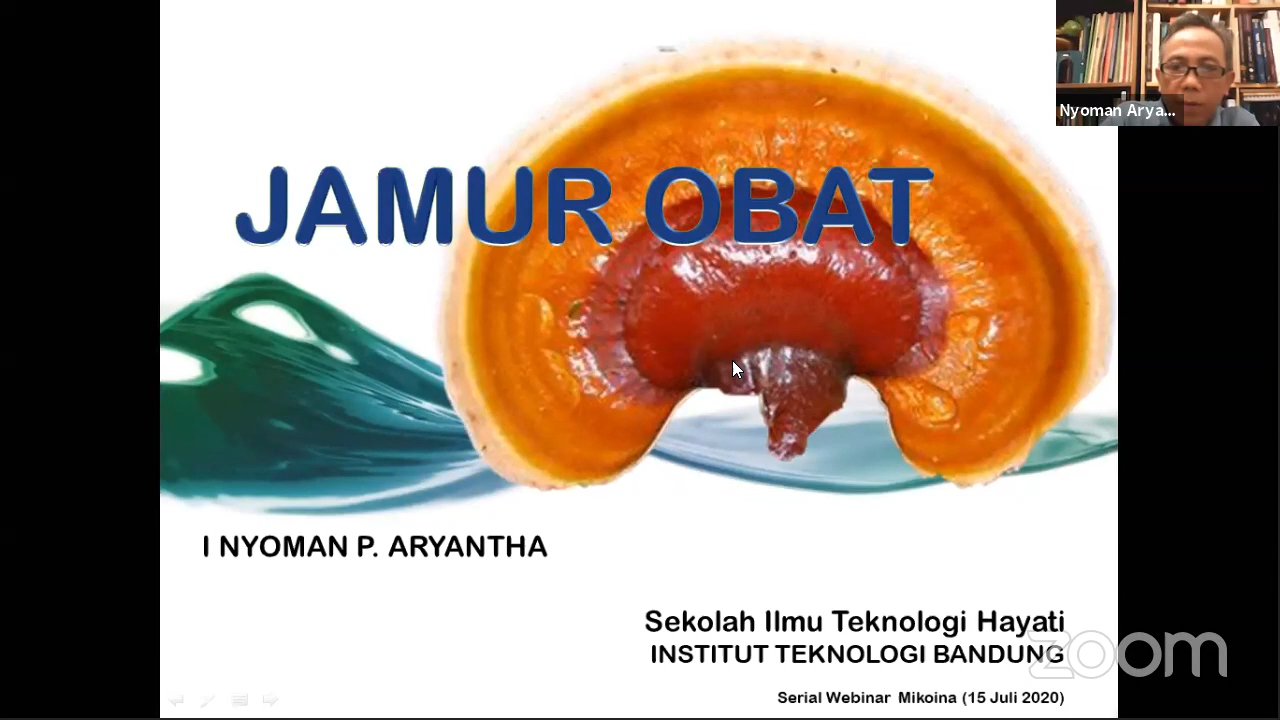 Nyoman Arya...
JAMUR OBAT
I NYOMAN P. ARYANTHA
Sekolah Ilmu Teknologi Hayati
INSTITUT TEKNOLOGI BANDUNG
zoom
Serial Webinar Mikoina (15 Juli 2020)